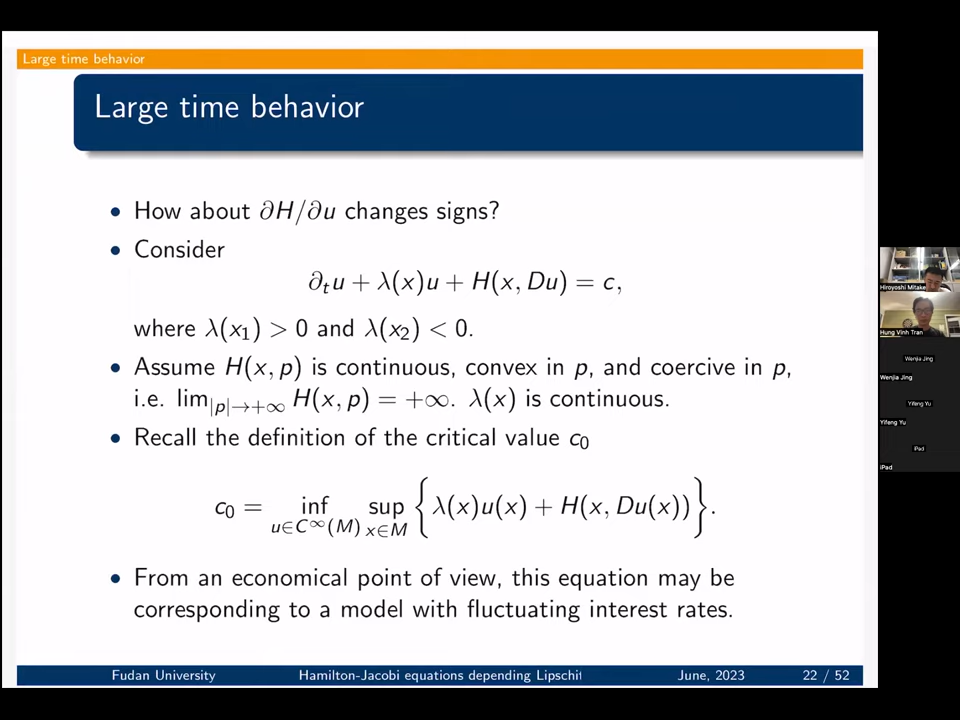 Large time behavior
Large time behavior
• How about ∂H/∂u changes signs?
• Consider
∂ₜu + λ(x)u + H(x, Du) = c,
where λ(x₁) > 0 and λ(x₂) < 0.
• Assume H(x, p) is continuous, convex in p, and coercive in p,
i.e. lim|p|→+∞ H(x, p) = +∞. λ(x) is continuous.
• Recall the definition of the critical value c₀
c₀ = inf sup {λ(x)u(x) + H(x, Du(x))}.
u∈C∞(M) x∈M
• From an economical point of view, this equation may be
corresponding to a model with fluctuating interest rates.
Fudan University Hamilton-Jacobi equations depending Lipschit June, 2023 22 / 52
Hiroyoshi Mitake
Hung Vinh Tran
Wenjia Jing
Wenjia Jing
Yifeng Yu
Yifeng Yu
iPad
iPad